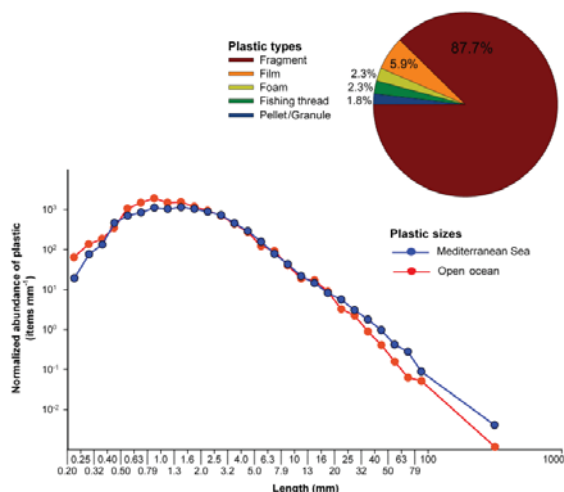 Plastic types
Fragment
Film
Foam
Fishing thread
Pellet/Granule
87.7%
5.9%
2.3%
2.3%
1.8%
Plastic sizes
Mediterranean Sea
Open ocean
Normalized abundance of plastic
(items mm⁻¹)
10³
10²
10¹
10⁰
10⁻¹
10⁻²
0.25 0.40 0.63 1.0 1.6 2.5 4.0 6.3 10 16 25 40 63 100 1000
0.20 0.32 0.50 0.79 1.3 2.0 3.2 5.0 7.9 13 20 32 50 79
Length (mm)